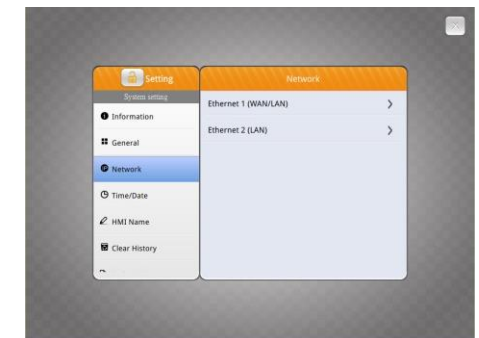 Setting
System setting
Information
General
Network
Time/Date
HMI Name
Clear History
Network
Ethernet 1 (WAN/LAN)
Ethernet 2 (LAN)